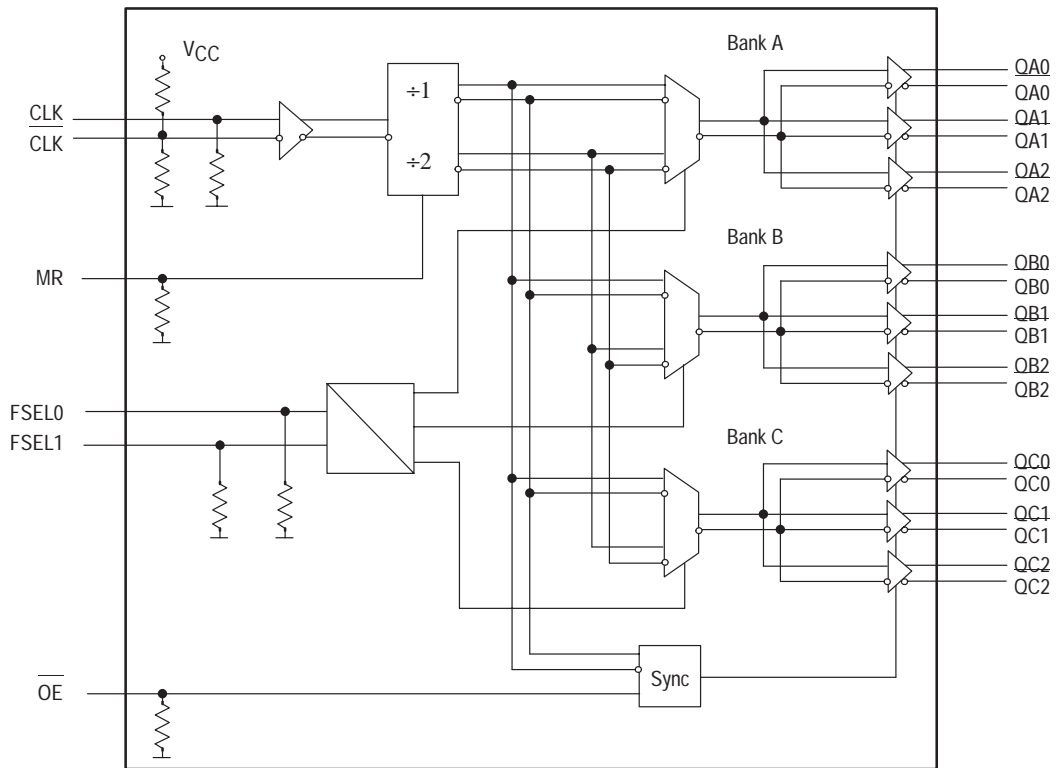 VCC
CLK
CLK
MR
FSEL0
FSEL1
OE
÷1
÷2
Bank A
Bank B
Bank C
Sync
QA0
QA0
QA1
QA1
QA2
QA2
QB0
QB0
QB1
QB1
QB2
QB2
QC0
QC0
QC1
QC1
QC2
QC2